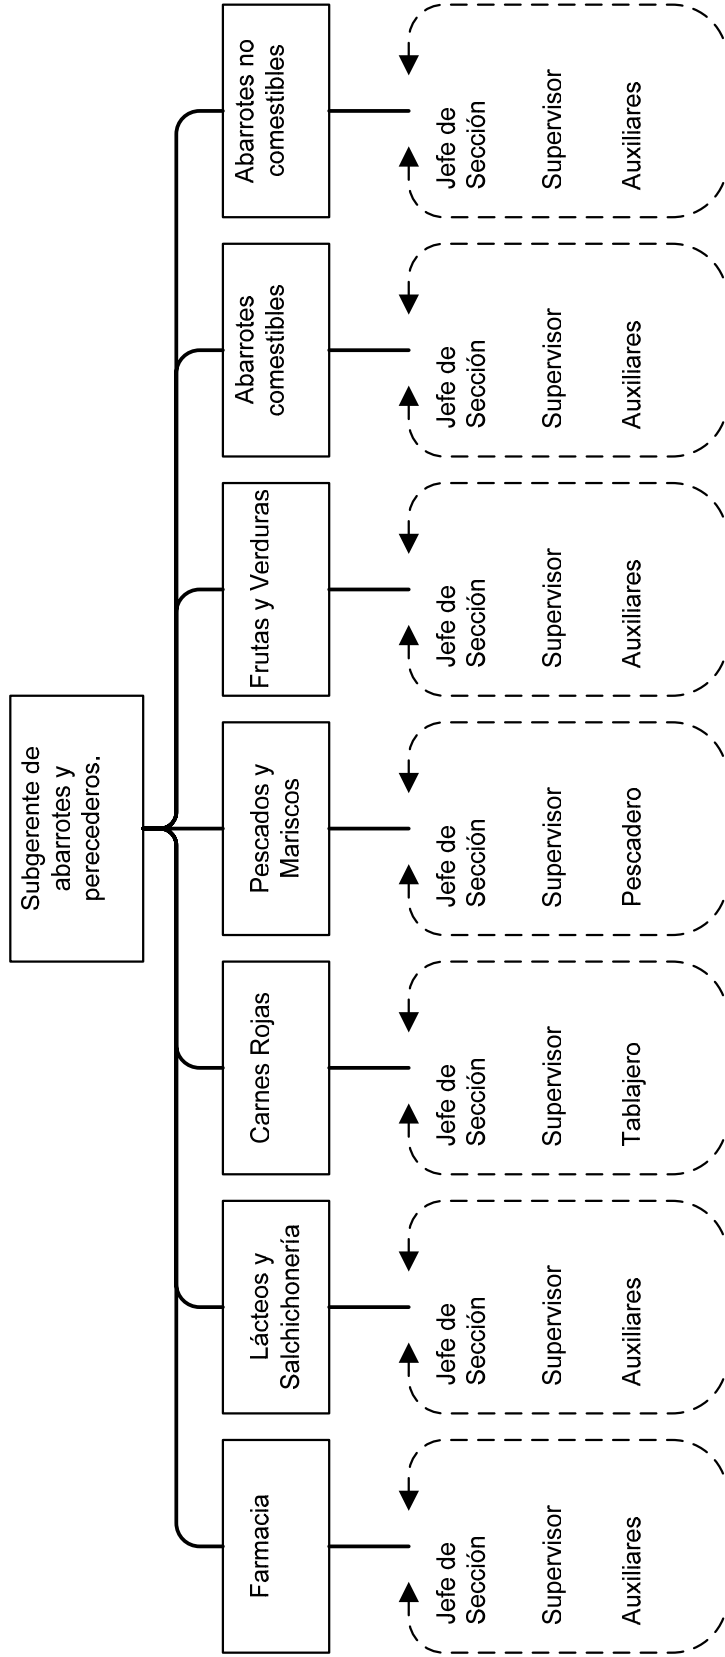 Subgerente de
abarrotes y
perecederos.
Farmacia
Lácteos y
Salchichonería
Carnes Rojas
Pescados y
Mariscos
Frutas y Verduras
Abarrotes
comestibles
Abarrotes no
comestibles
Jefe de
Sección
Supervisor
Auxiliares
Jefe de
Sección
Supervisor
Auxiliares
Jefe de
Sección
Supervisor
Tablajero
Jefe de
Sección
Supervisor
Pescadero
Jefe de
Sección
Supervisor
Auxiliares
Jefe de
Sección
Supervisor
Auxiliares
Jefe de
Sección
Supervisor
Auxiliares